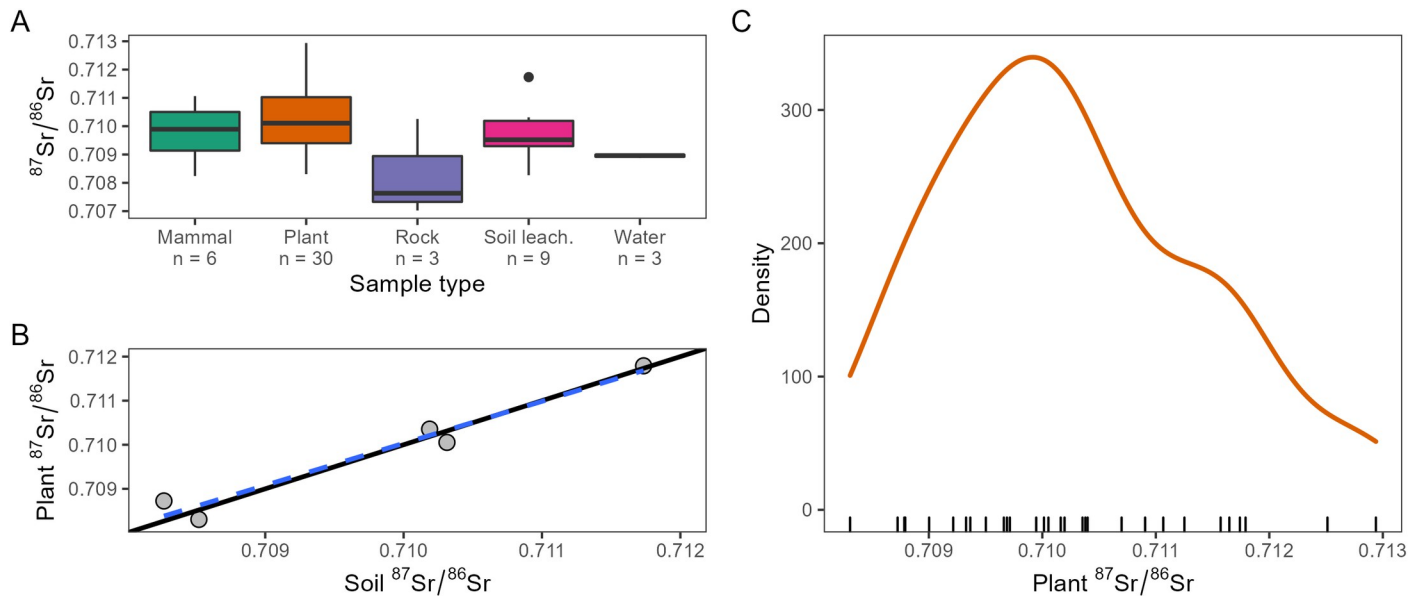 A
⁸⁷Sr/⁸⁶Sr
0.713
0.712
0.711
0.710
0.709
0.708
0.707
Mammal Plant Rock Soil leach. Water
n = 6 n = 30 n = 3 n = 9 n = 3
Sample type
B
Plant ⁸⁷Sr/⁸⁶Sr
0.712
0.711
0.710
0.709
0.709 0.710 0.711 0.712
Soil ⁸⁷Sr/⁸⁶Sr
C
Density
300
200
100
0
0.709 0.710 0.711 0.712 0.713
Plant ⁸⁷Sr/⁸⁶Sr